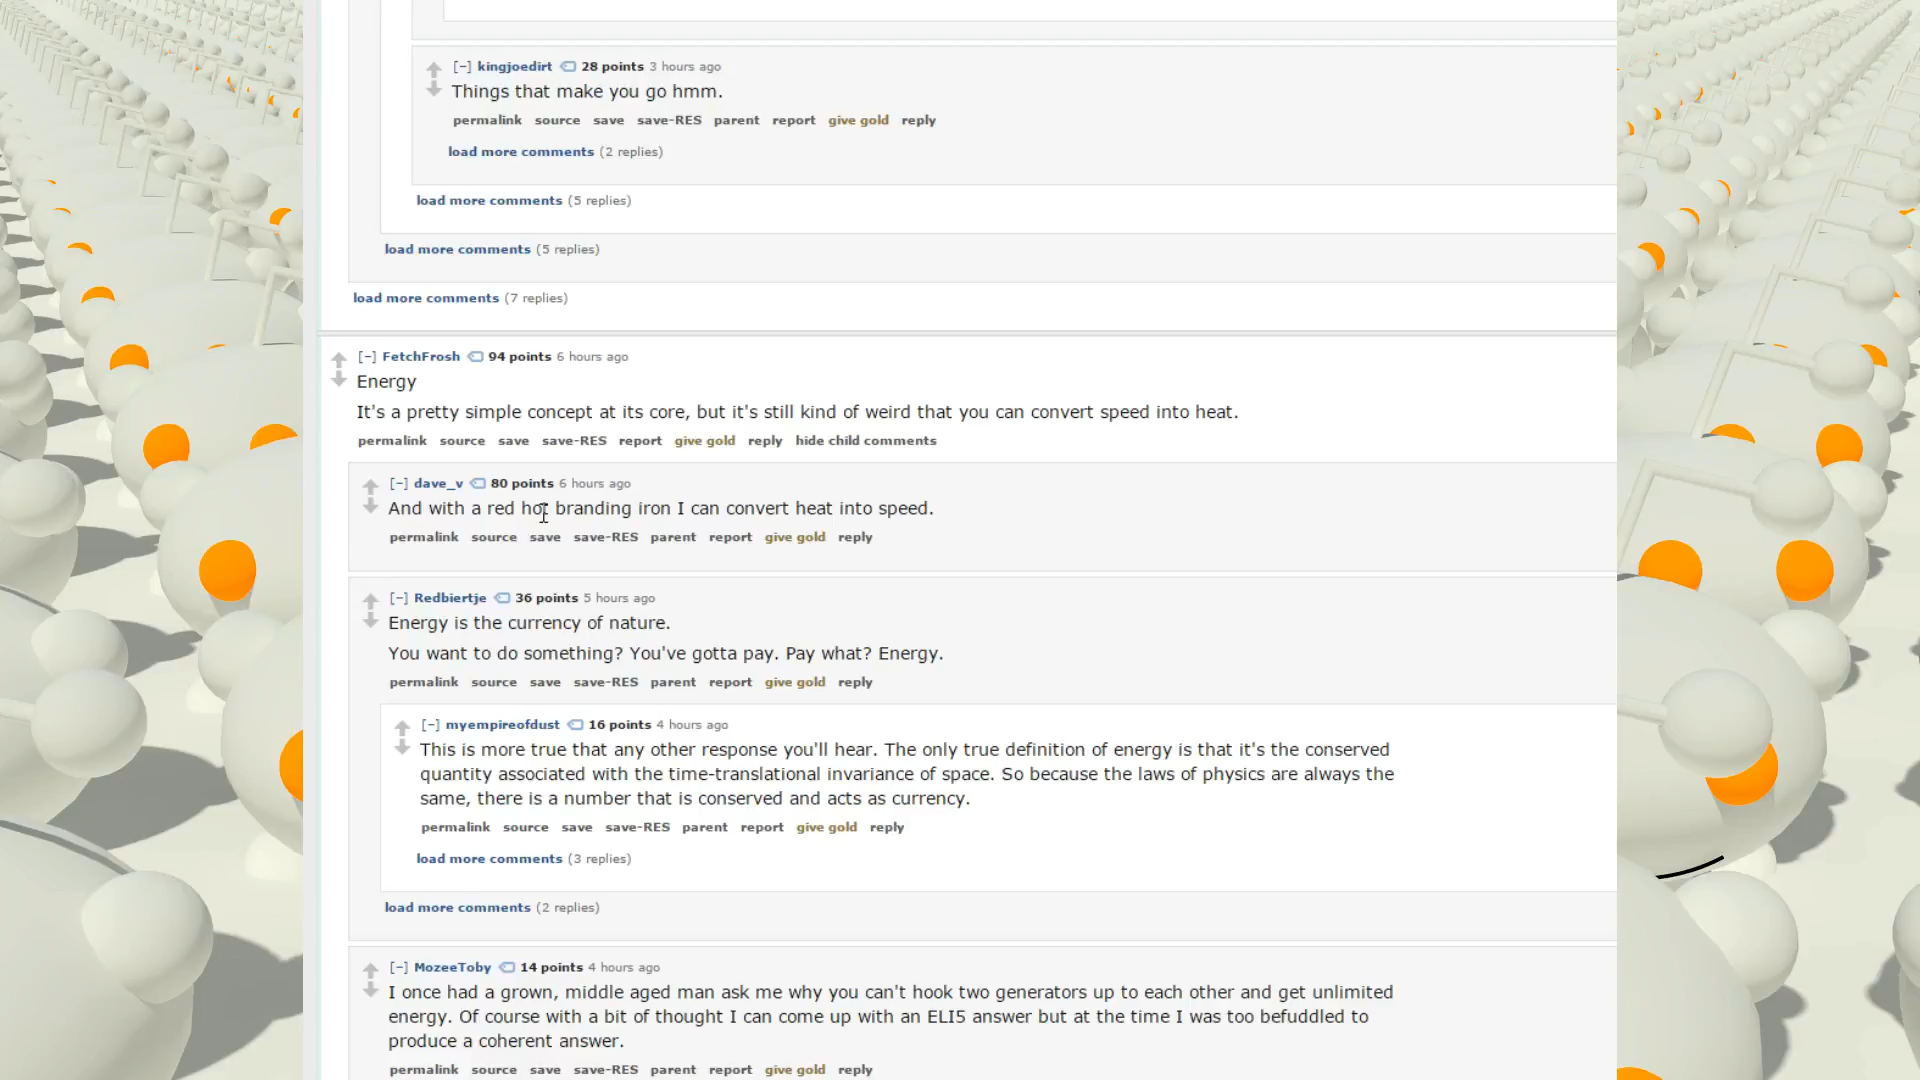 [−] kingjoedirt 28 points 3 hours ago
Things that make you go hmm.
permalink source save save-RES parent report give gold reply
load more comments (2 replies)
load more comments (5 replies)
load more comments (5 replies)
load more comments (7 replies)
[−] FetchFrosh 94 points 6 hours ago
Energy
It's a pretty simple concept at its core, but it's still kind of weird that you can convert speed into heat.
permalink source save save-RES report give gold reply hide child comments
[−] dave_v 80 points 6 hours ago
And with a red hot branding iron I can convert heat into speed.
permalink source save save-RES parent report give gold reply
[−] Redbiertje 36 points 5 hours ago
Energy is the currency of nature.
You want to do something? You've gotta pay. Pay what? Energy.
permalink source save save-RES parent report give gold reply
[−] myempireofdust 16 points 4 hours ago
This is more true that any other response you'll hear. The only true definition of energy is that it's the conserved
quantity associated with the time-translational invariance of space. So because the laws of physics are always the
same, there is a number that is conserved and acts as currency.
permalink source save save-RES parent report give gold reply
load more comments (3 replies)
load more comments (2 replies)
[−] MozeeToby 14 points 4 hours ago
I once had a grown, middle aged man ask me why you can't hook two generators up to each other and get unlimited
energy. Of course with a bit of thought I can come up with an ELI5 answer but at the time I was too befuddled to
produce a coherent answer.
permalink source save save-RES parent report give gold reply